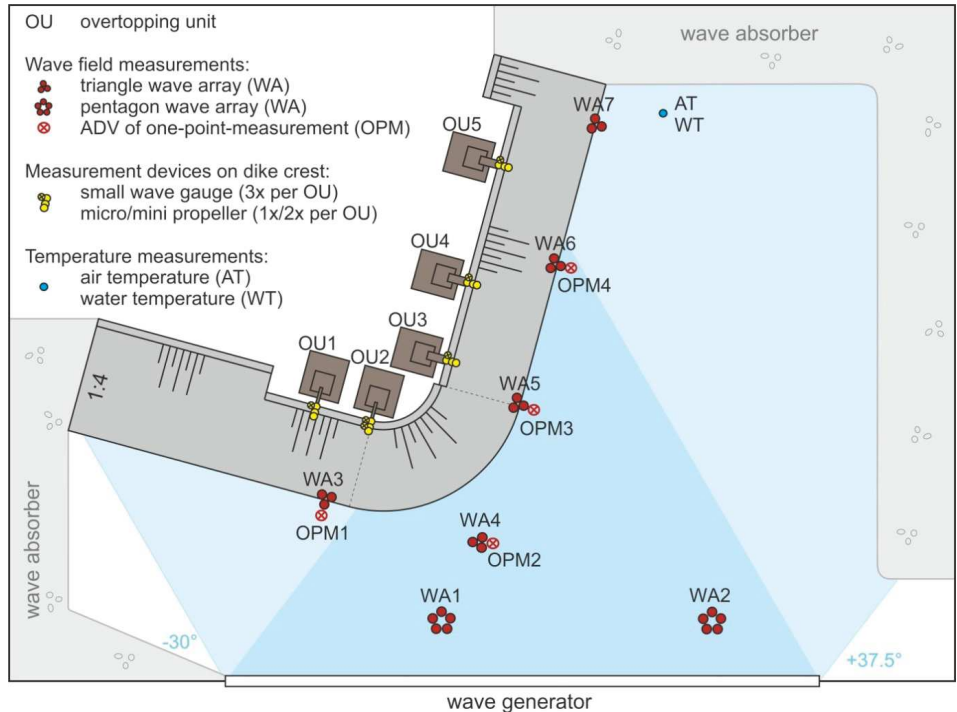 OU overtopping unit
Wave field measurements:
triangle wave array (WA)
pentagon wave array (WA)
ADV of one-point-measurement (OPM)
Measurement devices on dike crest:
small wave gauge (3x per OU)
micro/mini propeller (1x/2x per OU)
Temperature measurements:
air temperature (AT)
water temperature (WT)
wave absorber
WA7
AT
WT
OU5
OU4
WA6
OPM4
OU3
OU1
OU2
1:4
WA5
OPM3
WA3
OPM1
WA4
OPM2
wave absorber
WA1
WA2
-30°
+37.5°
wave generator